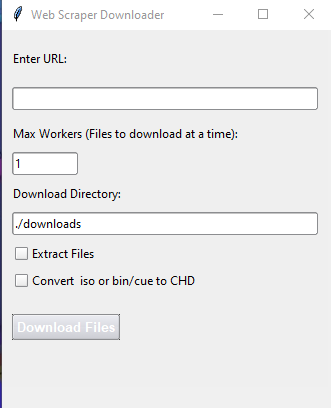 Web Scraper Downloader
Enter URL:
Max Workers (Files to download at a time):
1
Download Directory:
./downloads
Extract Files
Convert  iso or bin/cue to CHD
Download Files